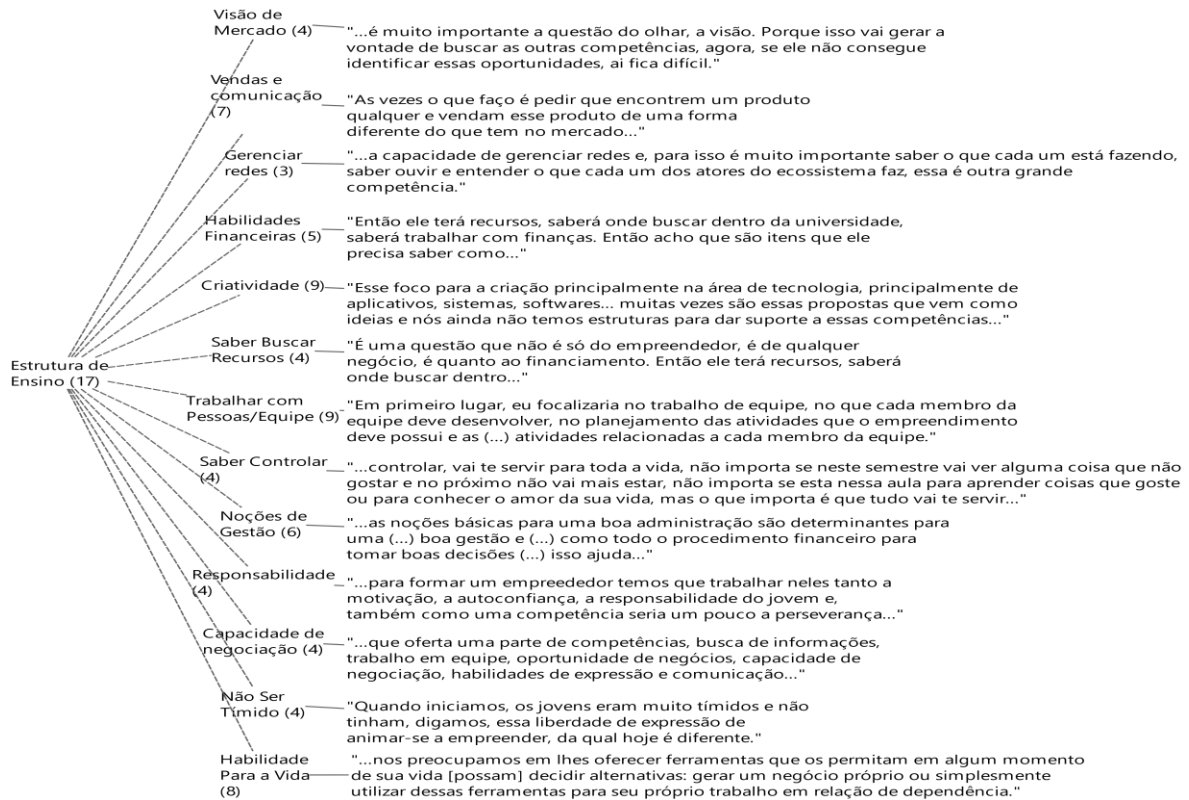 Visão de
Mercado (4)
"...é muito importante a questão do olhar, a visão. Porque isso vai gerar a
vontade de buscar as outras competências, agora, se ele não consegue
identificar essas oportunidades, ai fica difícil."
Vendas e
comunicação
(7)
"As vezes o que faço é pedir que encontrem um produto
qualquer e vendam esse produto de uma forma
diferente do que tem no mercado..."
Gerenciar
redes (3)
"...a capacidade de gerenciar redes e, para isso é muito importante saber o que cada um está fazendo,
saber ouvir e entender o que cada um dos atores do ecossistema faz, essa é outra grande
competência."
Habilidades
Financeiras (5)
"Então ele terá recursos, saberá onde buscar dentro da universidade,
saberá trabalhar com finanças. Então acho que são itens que ele
precisa saber como..."
Criatividade (9)
"Esse foco para a criação principalmente na área de tecnologia, principalmente de
aplicativos, sistemas, softwares... muitas vezes são essas propostas que vem como
ideias e nós ainda não temos estruturas para dar suporte a essas competências..."
Saber Buscar
Recursos (4)
"É uma questão que não é só do empreendedor, é de qualquer
negócio, é quanto ao financiamento. Então ele terá recursos, saberá
onde buscar dentro..."
Estrutura de
Ensino (17)
Trabalhar com
Pessoas/Equipe (9)
"Em primeiro lugar, eu focalizaria no trabalho de equipe, no que cada membro da
equipe deve desenvolver, no planejamento das atividades que o empreendimento
deve possui e as (...) atividades relacionadas a cada membro da equipe."
Saber Controlar
(4)
"...controlar, vai te servir para toda a vida, não importa se neste semestre vai ver alguma coisa que não
gostar e no próximo não vai mais estar, não importa se esta nessa aula para aprender coisas que goste
ou para conhecer o amor da sua vida, mas o que importa é que tudo vai te servir..."
Noções de
Gestão (6)
"...as noções básicas para uma boa administração são determinantes para
uma (...) boa gestão e (...) como todo o procedimento financeiro para
tomar boas decisões (...) isso ajuda..."
Responsabilidade
(4)
"...para formar um empreededor temos que trabalhar neles tanto a
motivação, a autoconfiança, a responsabilidade do jovem e,
também como uma competência seria um pouco a perseverança..."
Capacidade de
negociação (4)
"...que oferta uma parte de competências, busca de informações,
trabalho em equipe, oportunidade de negócios, capacidade de
negociação, habilidades de expressão e comunicação..."
Não Ser
Tímido (4)
"Quando iniciamos, os jovens eram muito tímidos e não
tinham, digamos, essa liberdade de expressão de
animar-se a empreender, da qual hoje é diferente."
Habilidade
Para a Vida
(8)
"...nos preocupamos em lhes oferecer ferramentas que os permitam em algum momento
de sua vida [possam] decidir alternativas: gerar um negócio próprio ou simplesmente
utilizar dessas ferramentas para seu próprio trabalho em relação de dependência."